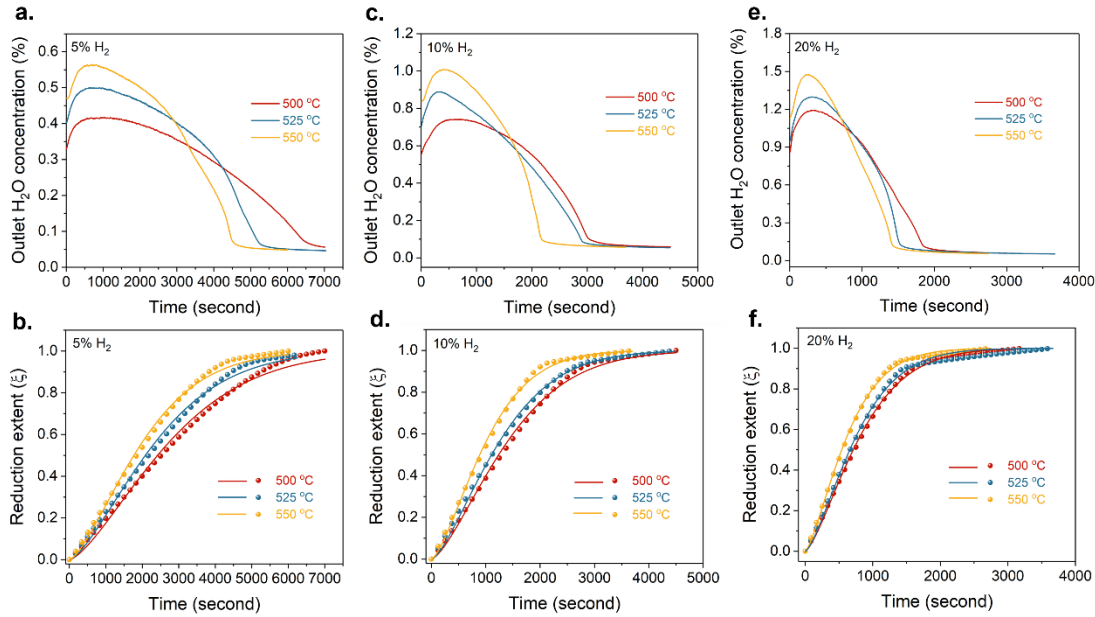 a.
5% H₂
Outlet H₂O concentration (%)
0.6
0.5
0.4
0.3
0.2
0.1
0.0
500 °C
525 °C
550 °C
0 1000 2000 3000 4000 5000 6000 7000
Time (second)
c.
10% H₂
Outlet H₂O concentration (%)
1.2
1.0
0.8
0.6
0.4
0.2
0.0
500 °C
525 °C
550 °C
0 1000 2000 3000 4000 5000
Time (second)
e.
20% H₂
Outlet H₂O concentration (%)
1.8
1.5
1.2
0.9
0.6
0.3
0.0
500 °C
525 °C
550 °C
0 1000 2000 3000 4000
Time (second)
b.
5% H₂
Reduction extent (ξ)
1.0
0.8
0.6
0.4
0.2
0.0
500 °C
525 °C
550 °C
0 1000 2000 3000 4000 5000 6000 7000
Time (second)
d.
10% H₂
Reduction extent (ξ)
1.0
0.8
0.6
0.4
0.2
0.0
500 °C
525 °C
550 °C
0 1000 2000 3000 4000 5000
Time (second)
f.
20% H₂
Reduction extent (ξ)
1.0
0.8
0.6
0.4
0.2
0.0
500 °C
525 °C
550 °C
0 1000 2000 3000 4000
Time (second)